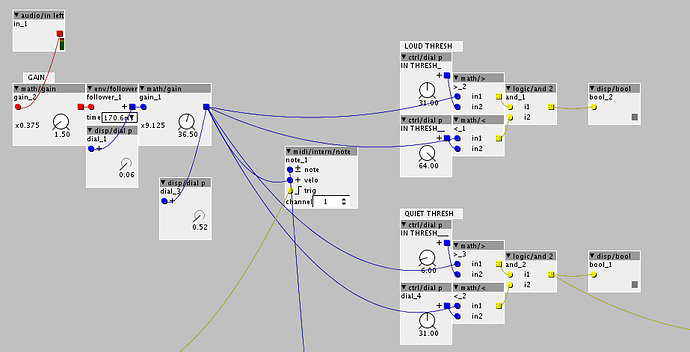 audio/in left
in_1
GAIN
math/gain
gain_2
x0.375
1.50
env/follower
follower_1
time
170.6m
math/gain
gain_1
x9.125
36.50
disp/dial p
dial_1
0.06
disp/dial p
dial_3
0.52
midi/intern/note
note_1
note
velo
trig
channel
1
LOUD THRESH
ctrl/dial p
IN THRESH_
31.00
math/>
>_2
in1
in2
logic/and 2
and_1
i1
i2
disp/bool
bool_2
ctrl/dial p
IN THRESH__
64.00
math/<
<_1
in1
in2
QUIET THRESH
ctrl/dial p
IN THRESH___
6.00
math/>
>_3
in1
in2
logic/and 2
and_2
i1
i2
disp/bool
bool_1
ctrl/dial p
dial_4
31.00
math/<
<_2
in1
in2